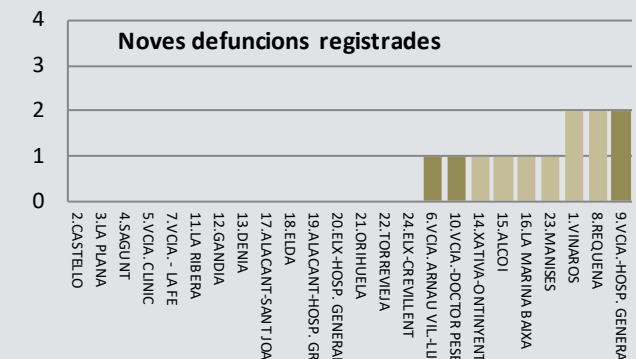 Noves defuncions registrades
4
3
2
1
0
2.CASTELLO
3.LA PLANA
4.SAGUNT
5.VCIA. CLINIC
7.VCIA. - LA FE
11.LA RIBERA
12.GANDIA
13.DENIA
17.ALACANT-SANT JOA
18.ELDA
19.ALACANT-HOSP. GR
20.ELX-HOSP. GENERAL
21.ORIHUELA
22.TORREVIEJA
24.ELX-CREVILLENT
6.VCIA. ARNAU VIL.-LLI
10.VCIA.-DOCTOR PESE
14.XATIVA-ONTINYENT
15.ALCOI
16.LA MARINA BAIXA
23.MANISES
1.VINAROS
8.REQUENA
9.VCIA.-HOSP. GENERA